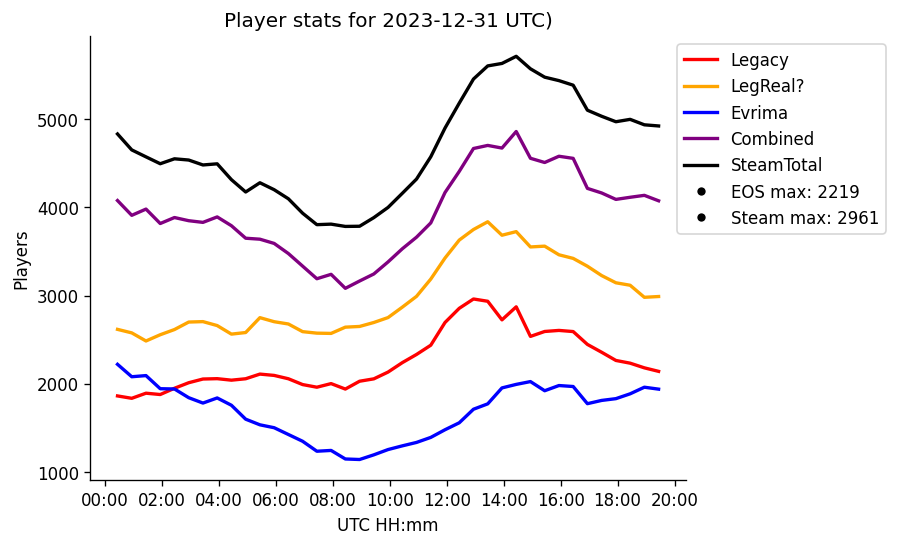 Player stats for 2023-12-31 UTC)
Legacy
LegReal?
Evrima
Combined
SteamTotal
EOS max: 2219
Steam max: 2961
Players
5000
4000
3000
2000
1000
00:00 02:00 04:00 06:00 08:00 10:00 12:00 14:00 16:00 18:00 20:00
UTC HH:mm